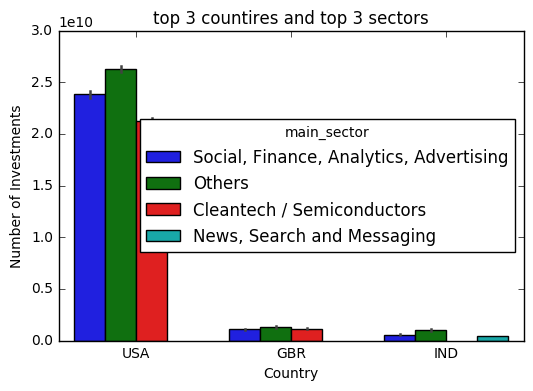 top 3 countires and top 3 sectors
1e10
3.0
2.5
2.0
1.5
1.0
0.5
0.0
Number of Investments
main_sector
Social, Finance, Analytics, Advertising
Others
Cleantech / Semiconductors
News, Search and Messaging
USA GBR IND
Country